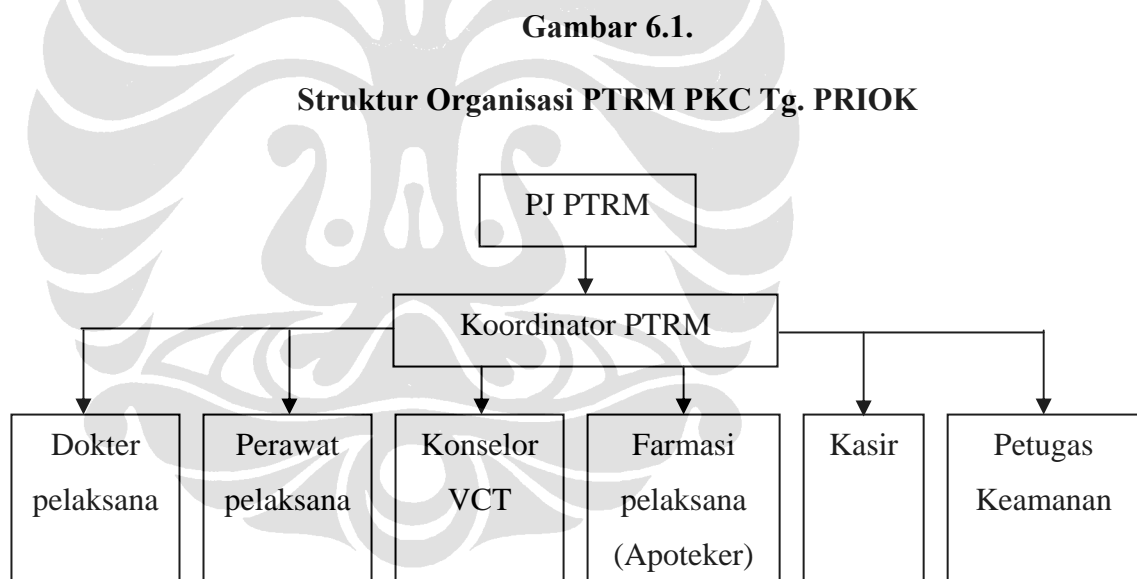 Gambar 6.1.
Struktur Organisasi PTRM PKC Tg. PRIOK
PJ PTRM
Koordinator PTRM
Dokter
pelaksana
Perawat
pelaksana
Konselor
VCT
Farmasi
pelaksana
(Apoteker)
Kasir
Petugas
Keamanan